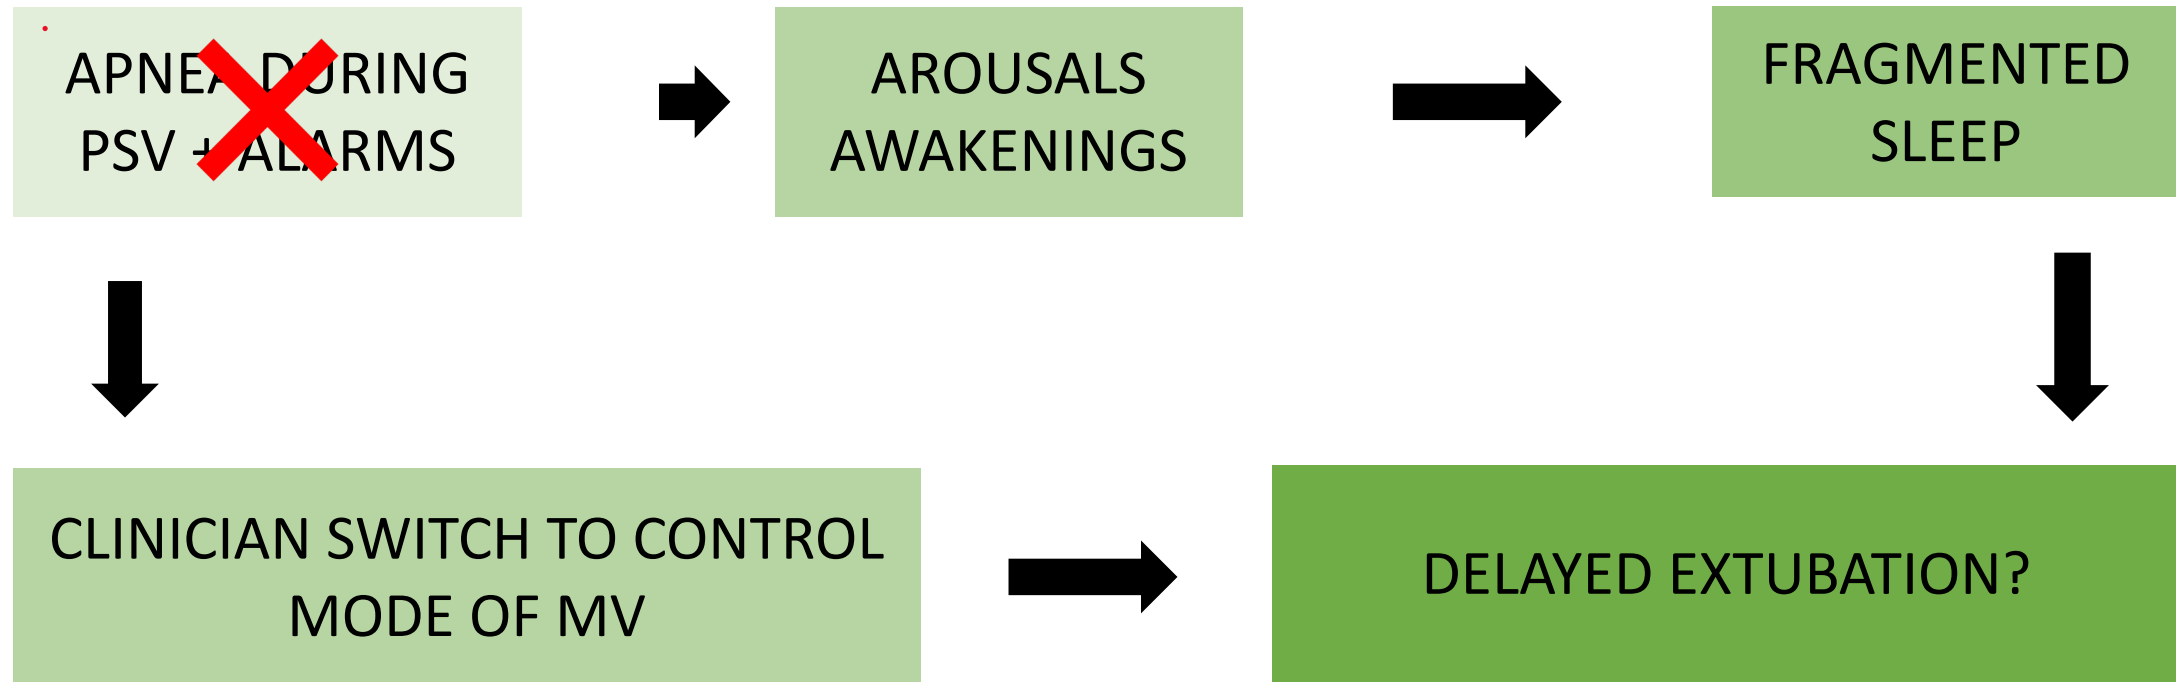 APNEA DURING
PSV + ALARMS
AROUSALS
AWAKENINGS
FRAGMENTED
SLEEP
CLINICIAN SWITCH TO CONTROL
MODE OF MV
DELAYED EXTUBATION?